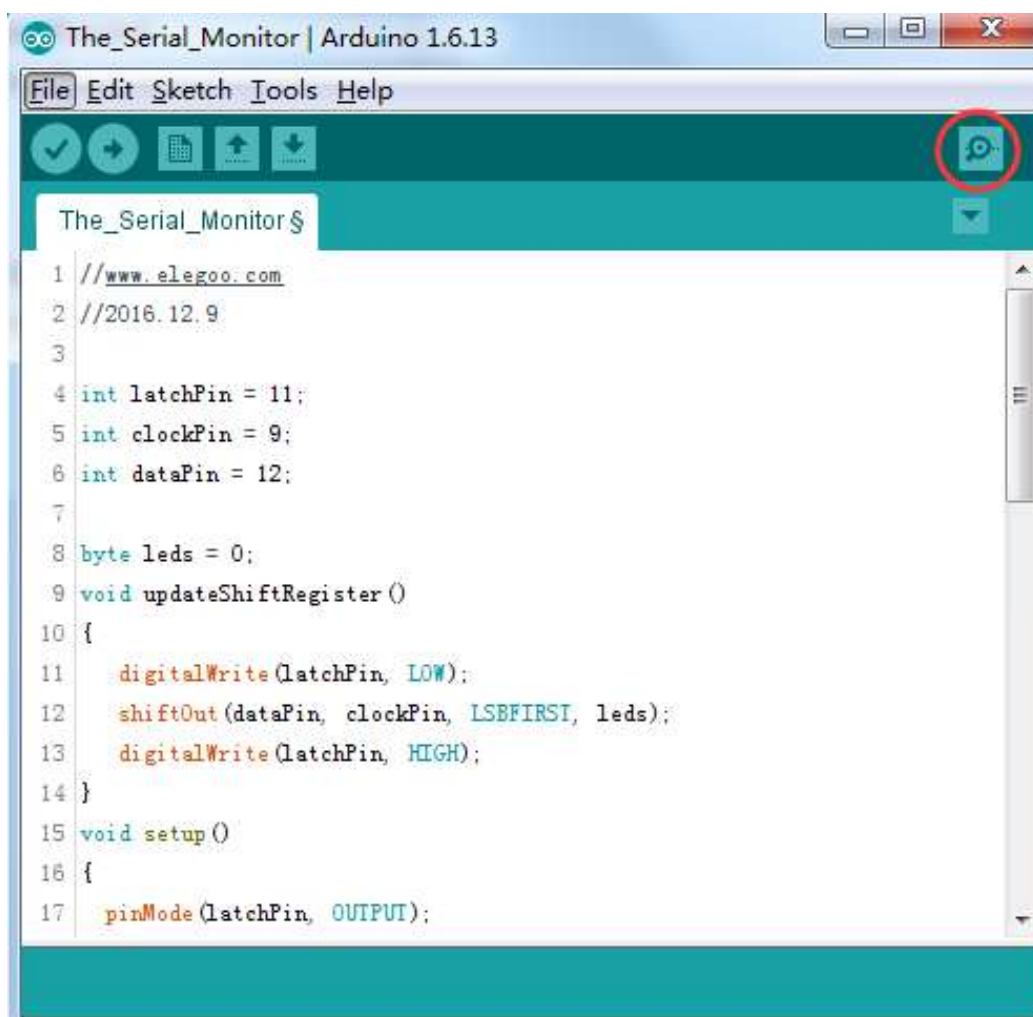 The_Serial_Monitor | Arduino 1.6.13
File Edit Sketch Tools Help
The_Serial_Monitor §
1 //www.elegoo.com
2 //2016.12.9
3
4 int latchPin = 11;
5 int clockPin = 9;
6 int dataPin = 12;
7
8 byte leds = 0;
9 void updateShiftRegister()
10 {
11 digitalWrite(latchPin, LOW);
12 shiftOut(dataPin, clockPin, LSBFIRST, leds);
13 digitalWrite(latchPin, HIGH);
14 }
15 void setup()
16 {
17 pinMode(latchPin, OUTPUT);